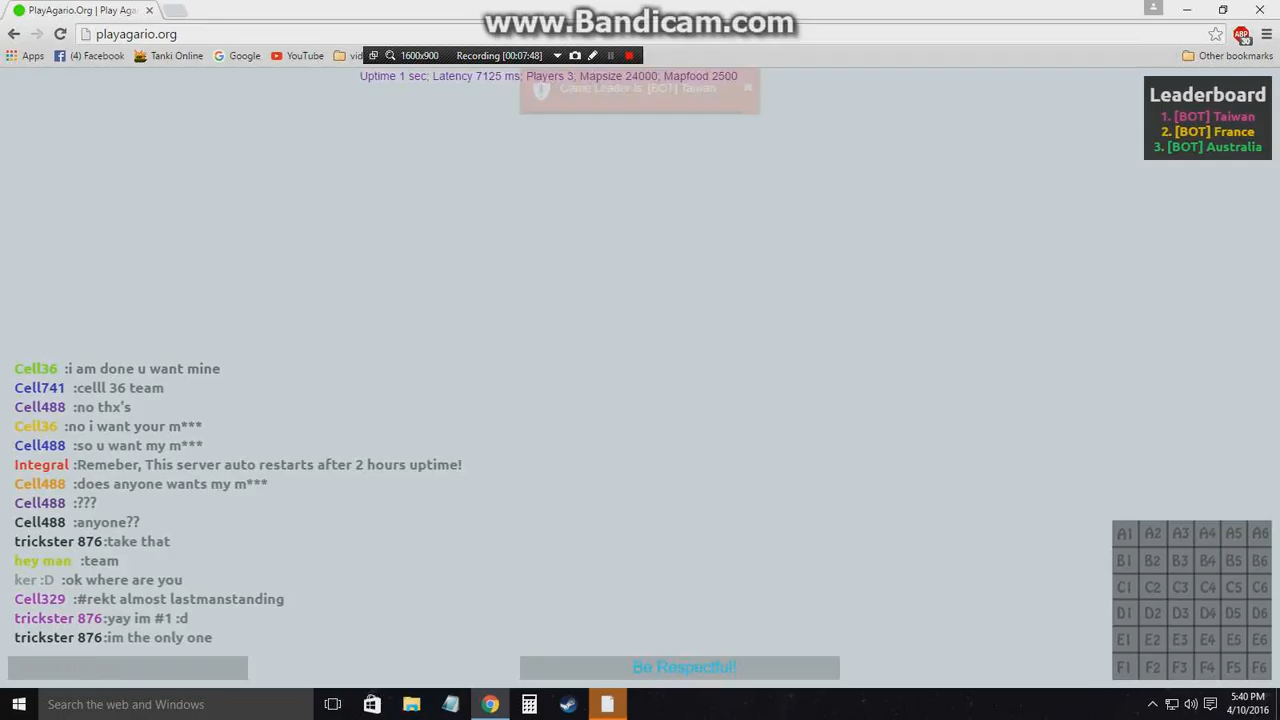 PlayAgario.Org | Play Aga
www.Bandicam.com
playagario.org
ABP
30
Apps
(4) Facebook
Tanki Online
Google
YouTube
vid
1600x900
Recording [00:07:48]
Other bookmarks
Uptime 1 sec; Latency 7125 ms; Players 3, Mapsize 24000; Mapfood 2500
Game Leader is [BOT] Taiwan
Leaderboard
1. [BOT] Taiwan
2. [BOT] France
3. [BOT] Australia
Cell36 :i am done u want mine
Cell741 :celll 36 team
Cell488 :no thx's
Cell36 :no i want your m***
Cell488 :so u want my m***
Integral :Remeber, This server auto restarts after 2 hours uptime!
Cell488 :does anyone wants my m***
Cell488 :???
Cell488 :anyone??
trickster 876:take that
hey man :team
ker :D :ok where are you
Cell329 :#rekt almost lastmanstanding
trickster 876:yay im #1 :d
trickster 876:im the only one
A1 A2 A3 A4 A5 A6
B1 B2 B3 B4 B5 B6
C1 C2 C3 C4 C5 C6
D1 D2 D3 D4 D5 D6
E1 E2 E3 E4 E5 E6
F1 F2 F3 F4 F5 F6
Be Respectful!
Search the web and Windows
5:40 PM
4/10/2016